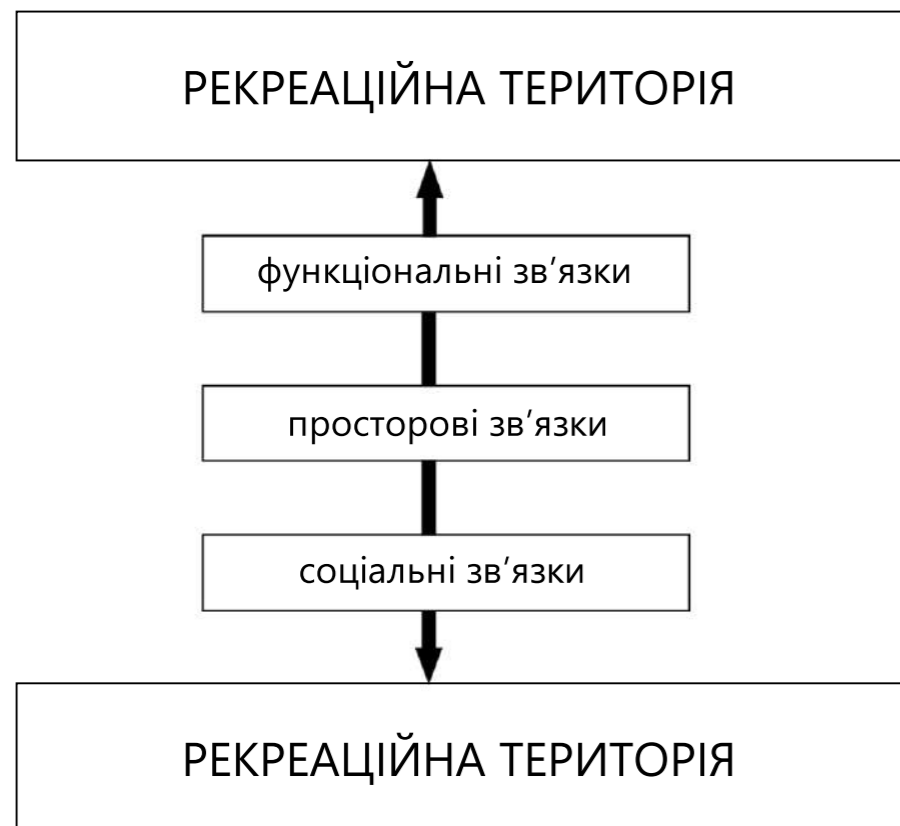 РЕКРЕАЦІЙНА ТЕРИТОРІЯ
функціональні зв’язки
просторові зв’язки
соціальні зв’язки
РЕКРЕАЦІЙНА ТЕРИТОРІЯ